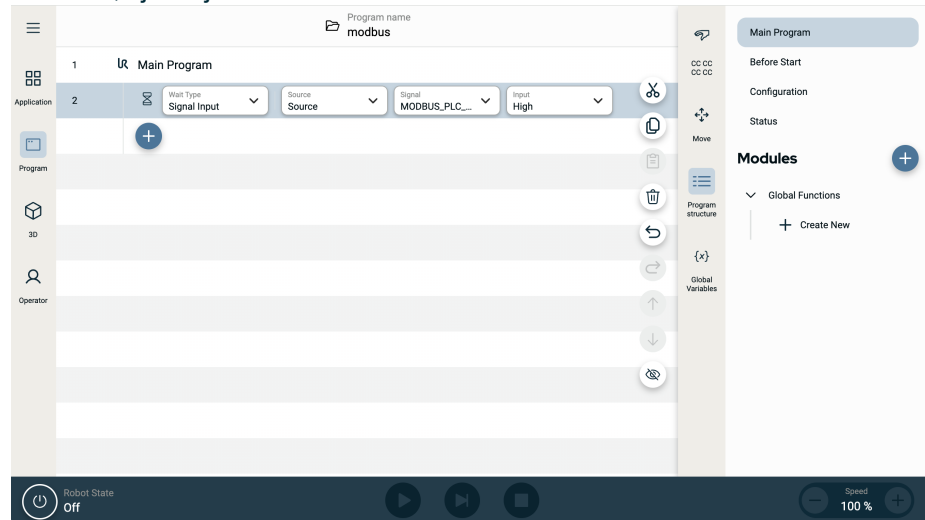 Program name
modbus
Application
Program
3D
Operator
1 Main Program
2 Wait Type Signal Input Source Source Signal MODBUS_PLC_... Input High
CC CC
CC CC
Move
Program
structure
{x}
Global
Variables
Main Program
Before Start
Configuration
Status
Modules
Global Functions
Create New
Robot State
Off
Speed
100 %